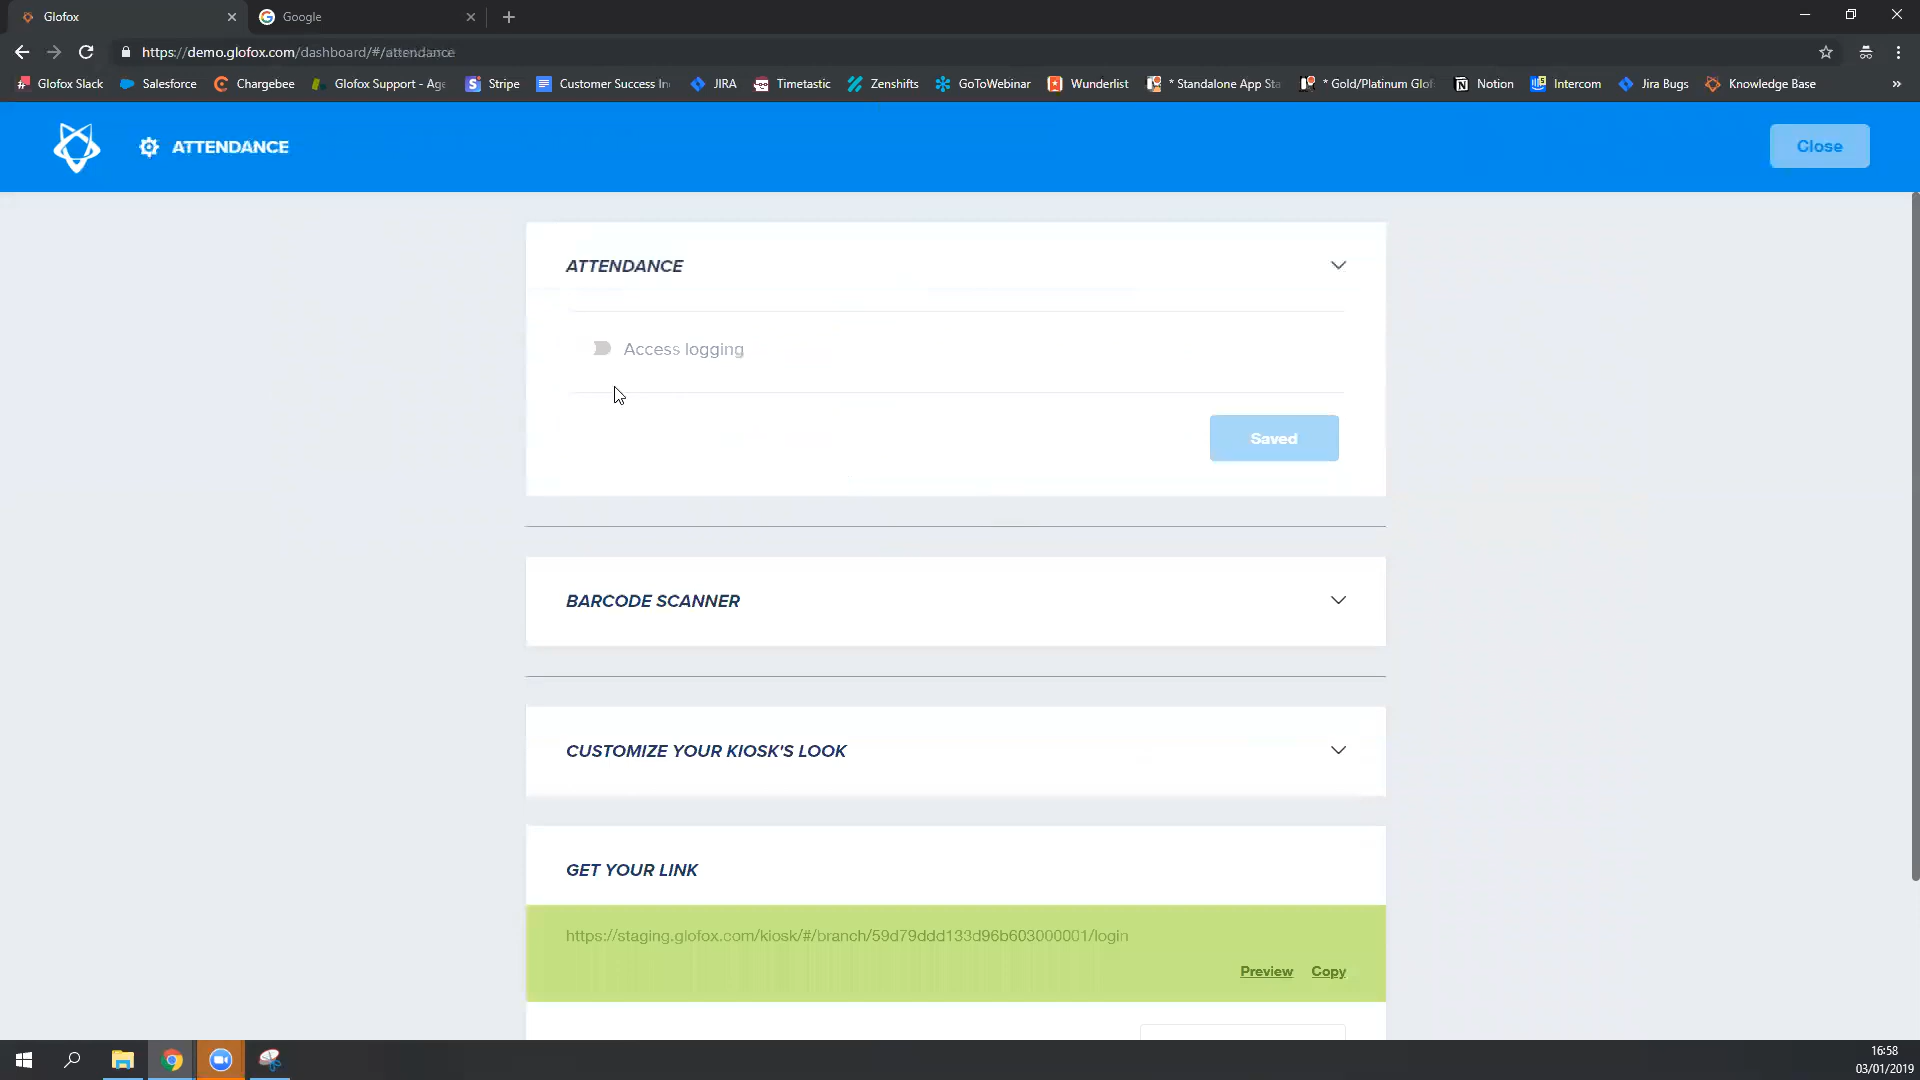 Glofox
Google
https://demo.glofox.com/dashboard/#/attendance
Glofox Slack
Salesforce
Chargebee
Glofox Support - Age
Stripe
Customer Success In
JIRA
Timetastic
Zenshifts
GoToWebinar
Wunderlist
* Standalone App Sta
* Gold/Platinum Glof
Notion
Intercom
Jira Bugs
Knowledge Base
»
ATTENDANCE
Close
ATTENDANCE
Access logging
Saved
BARCODE SCANNER
CUSTOMIZE YOUR KIOSK'S LOOK
GET YOUR LINK
https://staging.glofox.com/kiosk/#/branch/59d79ddd133d96b603000001/login
Preview Copy
16:58
03/01/2019